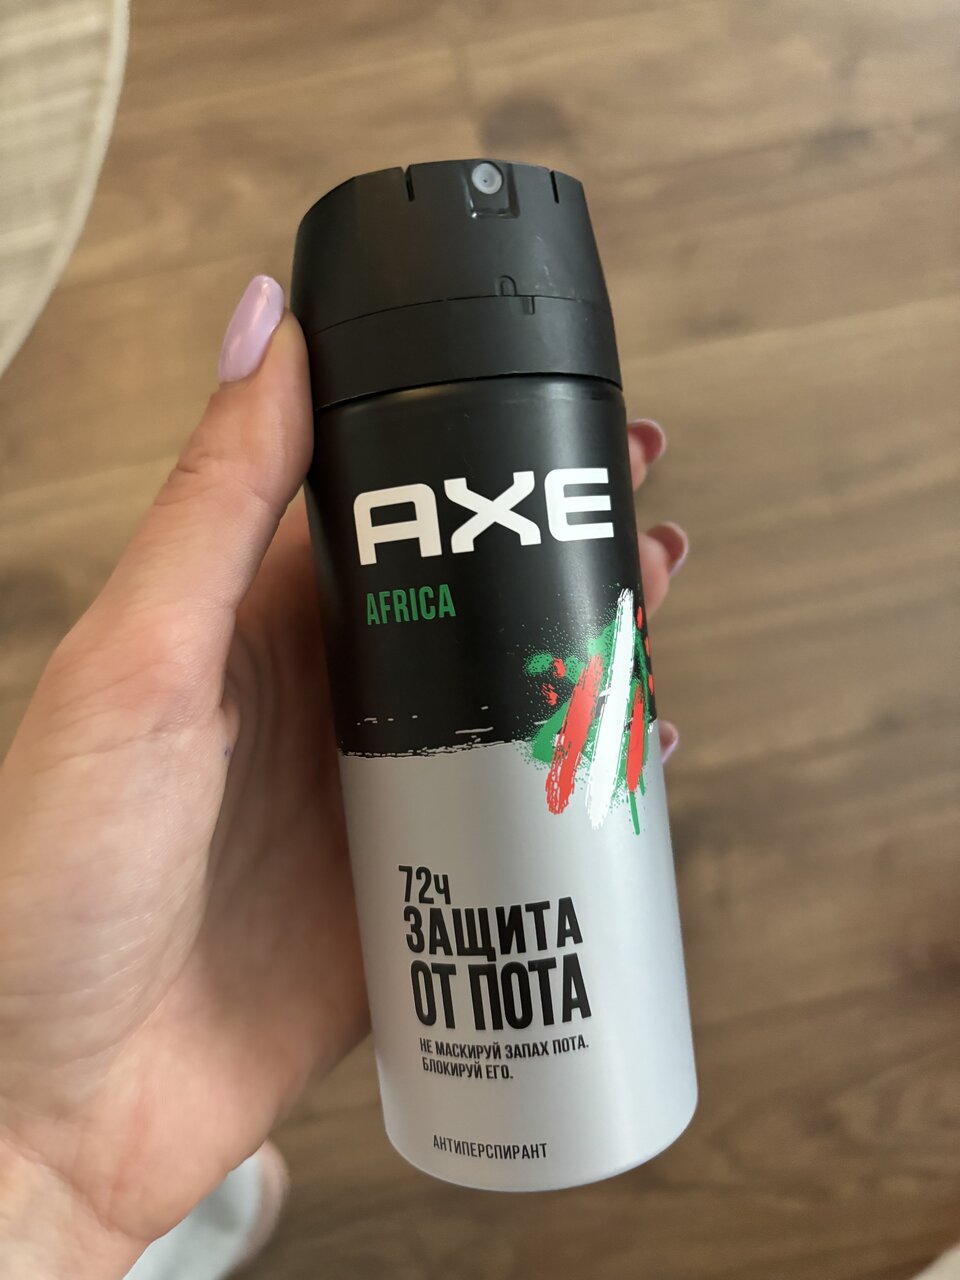 AXE
AFRICA
72ч
ЗАЩИТА
ОТ ПОТА
НЕ МАСКИРУЙ ЗАПАХ ПОТА.
БЛОКИРУЙ ЕГО.
АНТИПЕРСПИРАНТ